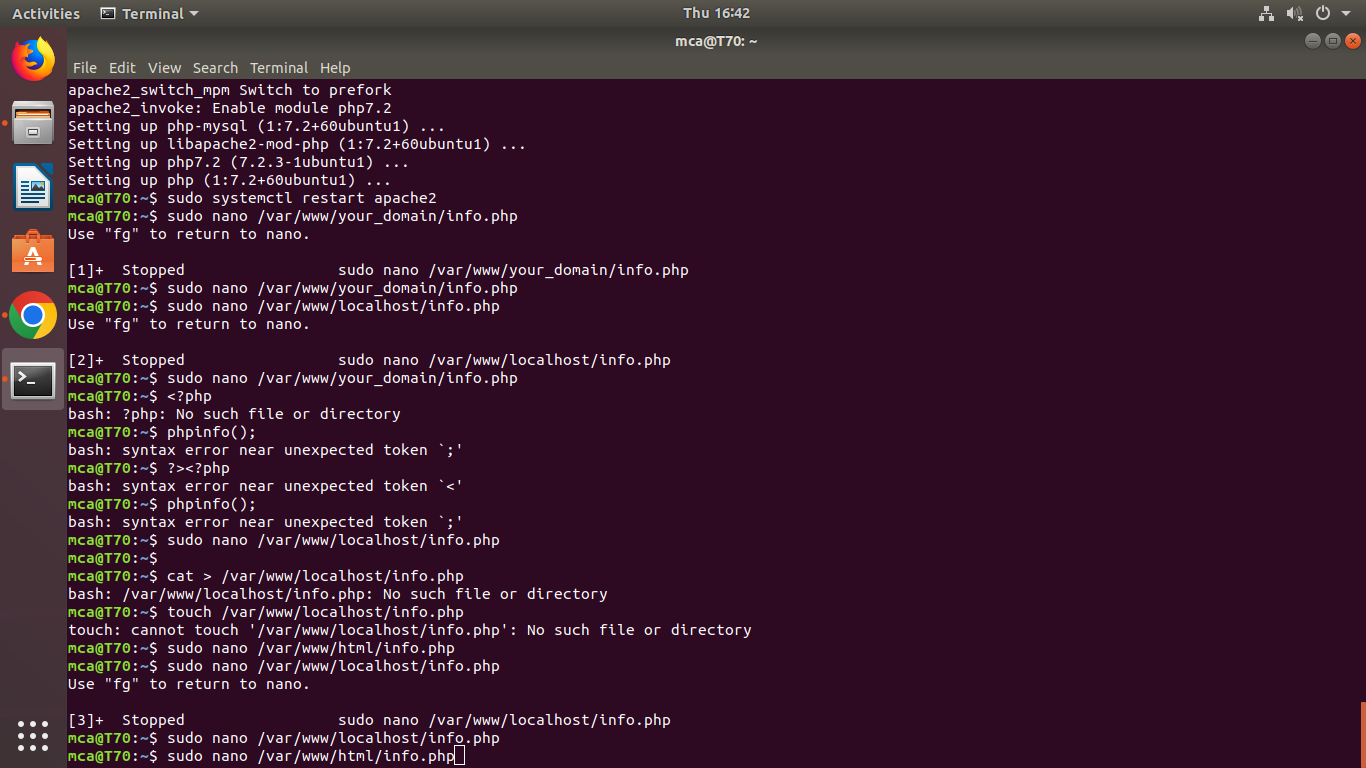 Activities Terminal Thu 16:42
mca@T70: ~
File Edit View Search Terminal Help
apache2_switch_mpm Switch to prefork
apache2_invoke: Enable module php7.2
Setting up php-mysql (1:7.2+60ubuntu1) ...
Setting up libapache2-mod-php (1:7.2+60ubuntu1) ...
Setting up php7.2 (7.2.3-1ubuntu1) ...
Setting up php (1:7.2+60ubuntu1) ...
mca@T70:~$ sudo systemctl restart apache2
mca@T70:~$ sudo nano /var/www/your_domain/info.php
Use "fg" to return to nano.
[1]+  Stopped                 sudo nano /var/www/your_domain/info.php
mca@T70:~$ sudo nano /var/www/your_domain/info.php
mca@T70:~$ sudo nano /var/www/localhost/info.php
Use "fg" to return to nano.
[2]+  Stopped                 sudo nano /var/www/localhost/info.php
mca@T70:~$ sudo nano /var/www/your_domain/info.php
mca@T70:~$ <?php
bash: ?php: No such file or directory
mca@T70:~$ phpinfo();
bash: syntax error near unexpected token `;'
mca@T70:~$ ?><?php
bash: syntax error near unexpected token `<'
mca@T70:~$ phpinfo();
bash: syntax error near unexpected token `;'
mca@T70:~$ sudo nano /var/www/localhost/info.php
mca@T70:~$
mca@T70:~$ cat > /var/www/localhost/info.php
bash: /var/www/localhost/info.php: No such file or directory
mca@T70:~$ touch /var/www/localhost/info.php
touch: cannot touch '/var/www/localhost/info.php': No such file or directory
mca@T70:~$ sudo nano /var/www/html/info.php
mca@T70:~$ sudo nano /var/www/localhost/info.php
Use "fg" to return to nano.
[3]+  Stopped                 sudo nano /var/www/localhost/info.php
mca@T70:~$ sudo nano /var/www/localhost/info.php
mca@T70:~$ sudo nano /var/www/html/info.php